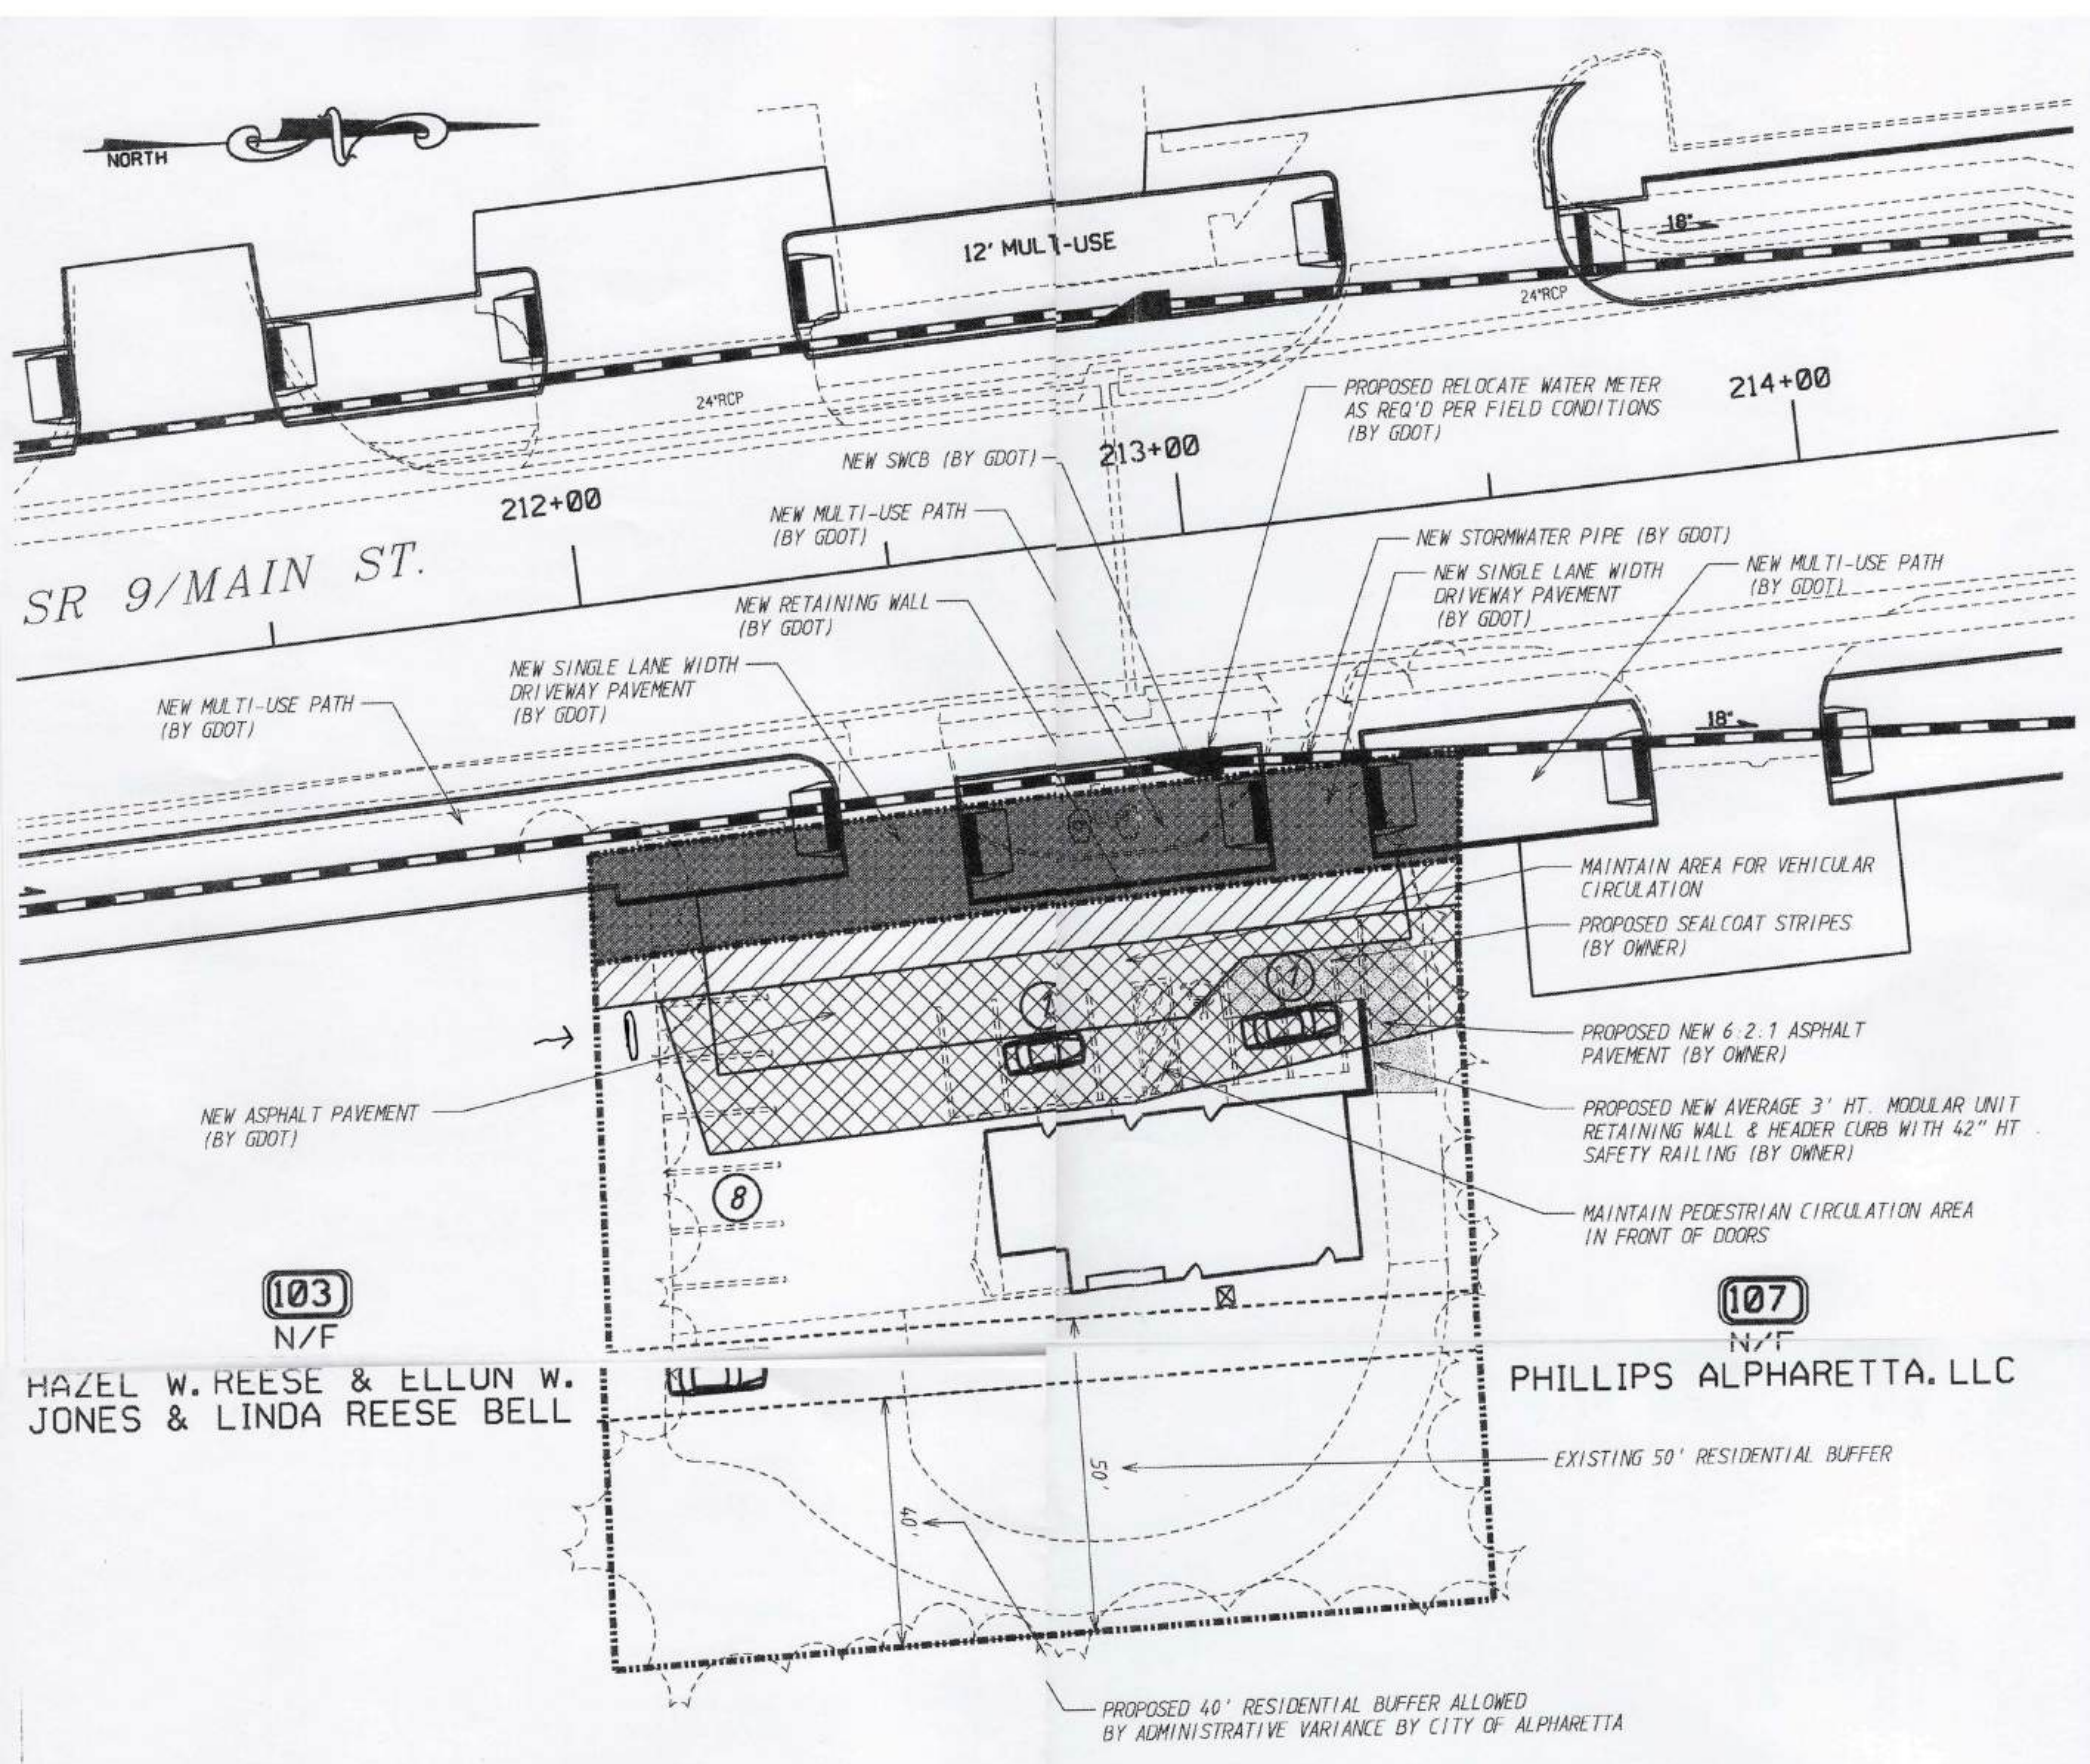 NORTH
12' MULTI-USE
18"
24"RCP
24"RCP
PROPOSED RELOCATE WATER METER
AS REQ'D PER FIELD CONDITIONS
(BY GDOT)
214+00
213+00
NEW SWCB (BY GDOT)
212+00
NEW MULTI-USE PATH
(BY GDOT)
NEW STORMWATER PIPE (BY GDOT)
SR 9/MAIN ST.
NEW SINGLE LANE WIDTH
DRIVEWAY PAVEMENT
(BY GDOT)
NEW MULTI-USE PATH
(BY GDOT)
NEW RETAINING WALL
(BY GDOT)
NEW SINGLE LANE WIDTH
DRIVEWAY PAVEMENT
(BY GDOT)
NEW MULTI-USE PATH
(BY GDOT)
18"
MAINTAIN AREA FOR VEHICULAR
CIRCULATION
PROPOSED SEALCOAT STRIPES
(BY OWNER)
1
1
PROPOSED NEW 6:2:1 ASPHALT
PAVEMENT (BY OWNER)
NEW ASPHALT PAVEMENT
(BY GDOT)
PROPOSED NEW AVERAGE 3' HT. MODULAR UNIT
RETAINING WALL & HEADER CURB WITH 42" HT
SAFETY RAILING (BY OWNER)
8
MAINTAIN PEDESTRIAN CIRCULATION AREA
IN FRONT OF DOORS
103
N/F
107
N/F
HAZEL W. REESE & ELLUN W.
JONES & LINDA REESE BELL
PHILLIPS ALPHARETTA. LLC
EXISTING 50' RESIDENTIAL BUFFER
50'
40'
PROPOSED 40' RESIDENTIAL BUFFER ALLOWED
BY ADMINISTRATIVE VARIANCE BY CITY OF ALPHARETTA